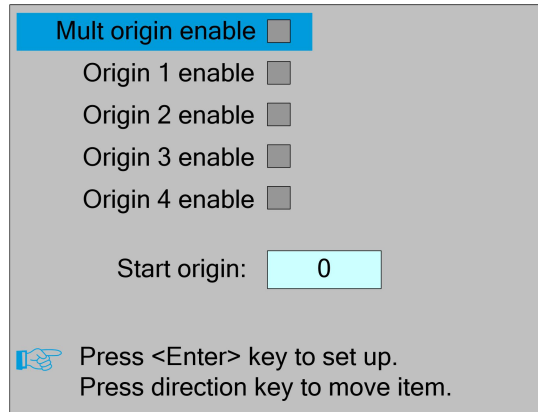 Mult origin enable
Origin 1 enable
Origin 2 enable
Origin 3 enable
Origin 4 enable
Start origin: 0
Press <Enter> key to set up.
Press direction key to move item.